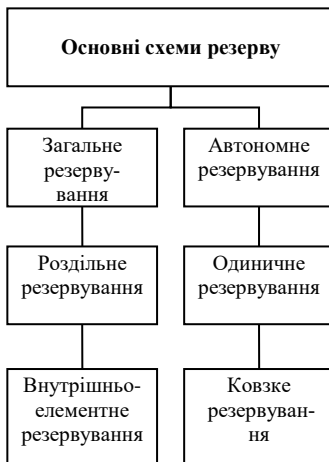 Основні схеми резерву
Загальне
резерву-
вання
Автономне
резервування
Роздільне
резервування
Одиничне
резервування
Внутрішньо-
елементне
резервування
Ковзке
резервуван-
ня